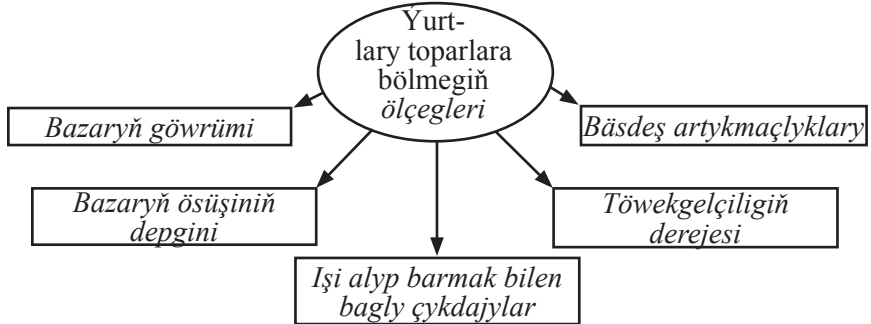 Ýurt-
lary toparlara
bölmegiň
ölçegleri
Bazaryň göwrümi
Bäsdeş artykmaçlyklary
Bazaryň ösüşiniň
depgini
Töwekgelçiligiň
derejesi
Işi alyp barmak bilen
bagly çykdajylar